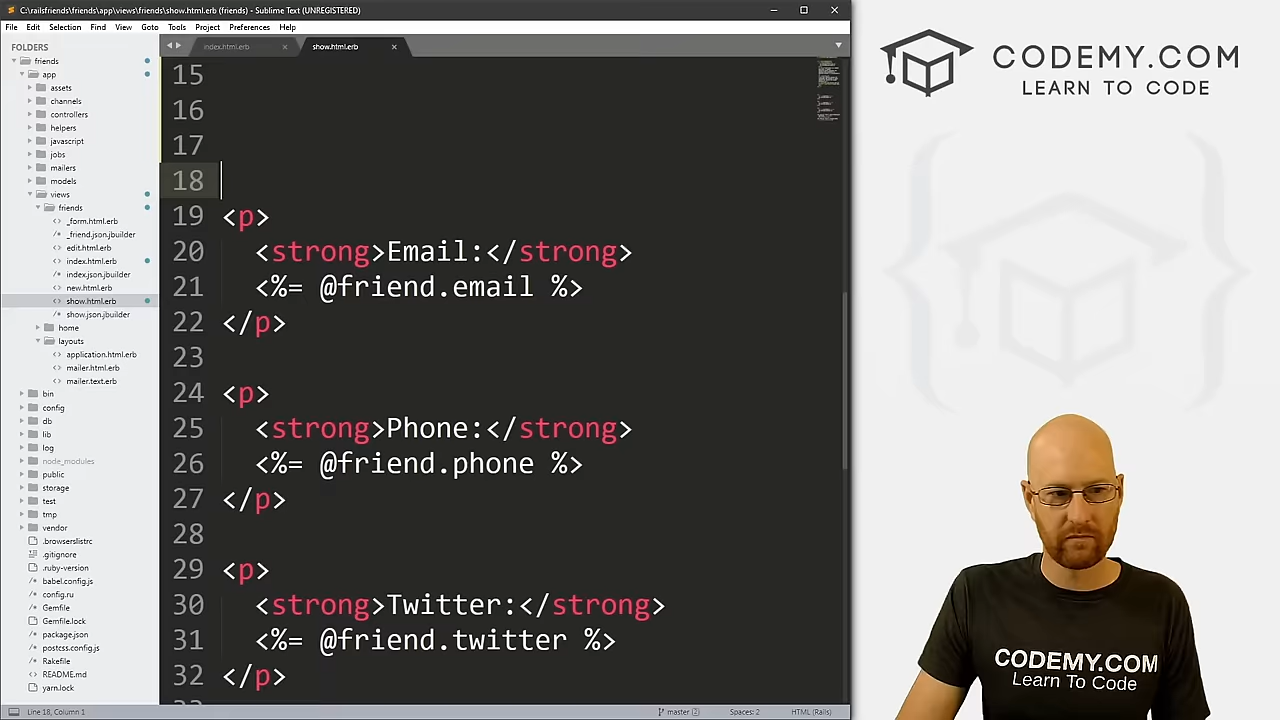 C:\railsfriends\friends\app\views\friends\show.html.erb (friends) - Sublime Text (UNREGISTERED)
File Edit Selection Find View Goto Tools Project Preferences Help
FOLDERS
friends
app
assets
channels
controllers
helpers
javascript
jobs
mailers
models
views
friends
_form.html.erb
_friend.json.jbuilder
edit.html.erb
index.html.erb
index.json.jbuilder
new.html.erb
show.html.erb
show.json.jbuilder
home
layouts
application.html.erb
mailer.html.erb
mailer.text.erb
bin
config
db
lib
log
node_modules
public
storage
test
tmp
vendor
.browserslistrc
.gitignore
.ruby-version
babel.config.js
config.ru
Gemfile
Gemfile.lock
package.json
postcss.config.js
Rakefile
README.md
yarn.lock
index.html.erb
show.html.erb
15
16
17
18
19 <p>
20 <strong>Email:</strong>
21 <%= @friend.email %>
22 </p>
23
24 <p>
25 <strong>Phone:</strong>
26 <%= @friend.phone %>
27 </p>
28
29 <p>
30 <strong>Twitter:</strong>
31 <%= @friend.twitter %>
32 </p>
33
Line 18, Column 1
master (2)
Spaces: 2
HTML (Rails)
CODEMY.COM
LEARN TO CODE
CODEMY.COM
Learn To Code